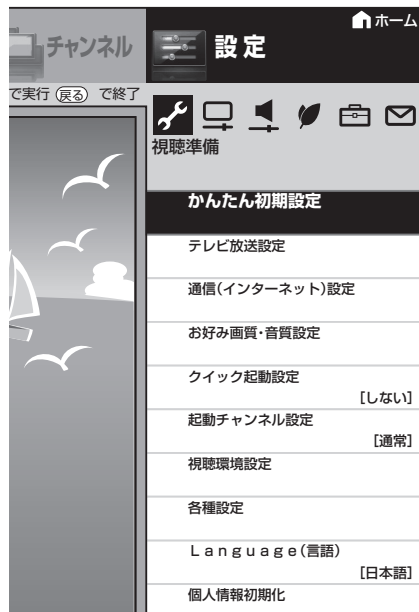 ホーム
チャンネル 設定
で実行 戻る で終了
視聴準備
かんたん初期設定
テレビ放送設定
通信(インターネット)設定
お好み画質・音質設定
クイック起動設定
[しない]
起動チャンネル設定
[通常]
視聴環境設定
各種設定
Language(言語)
[日本語]
個人情報初期化